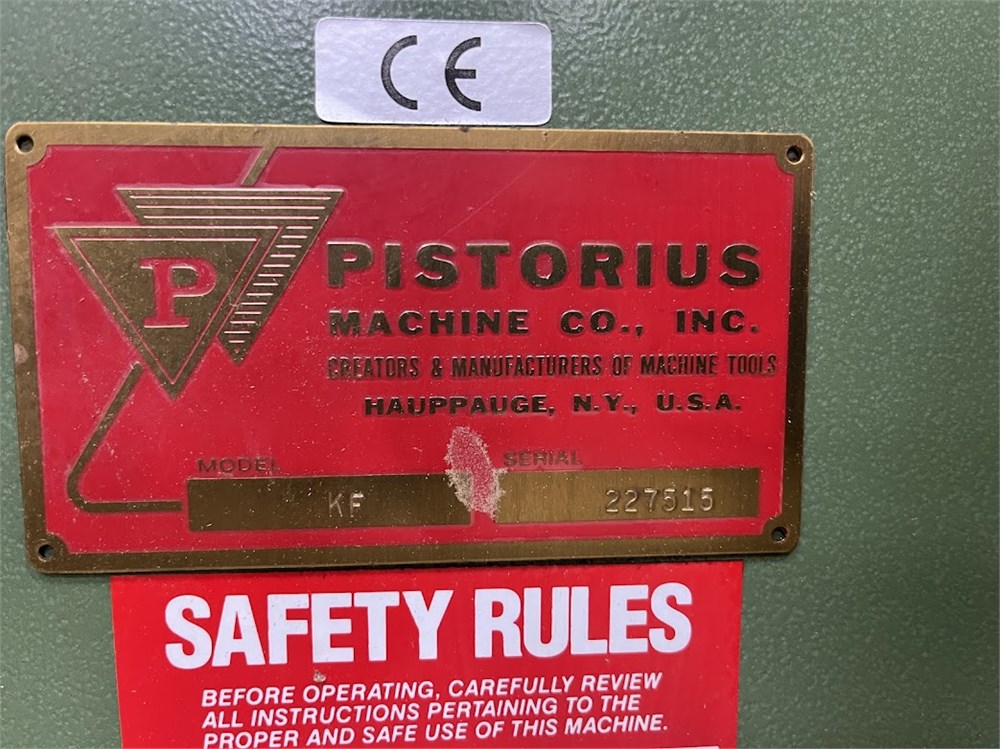 CE
P
PISTORIUS
MACHINE CO., INC.
CREATORS & MANUFACTURERS OF MACHINE TOOLS
HAUPPAUGE, N.Y., U.S.A.
MODEL SERIAL
KF 227515
SAFETY RULES
BEFORE OPERATING, CAREFULLY REVIEW
ALL INSTRUCTIONS PERTAINING TO THE
PROPER AND SAFE USE OF THIS MACHINE.